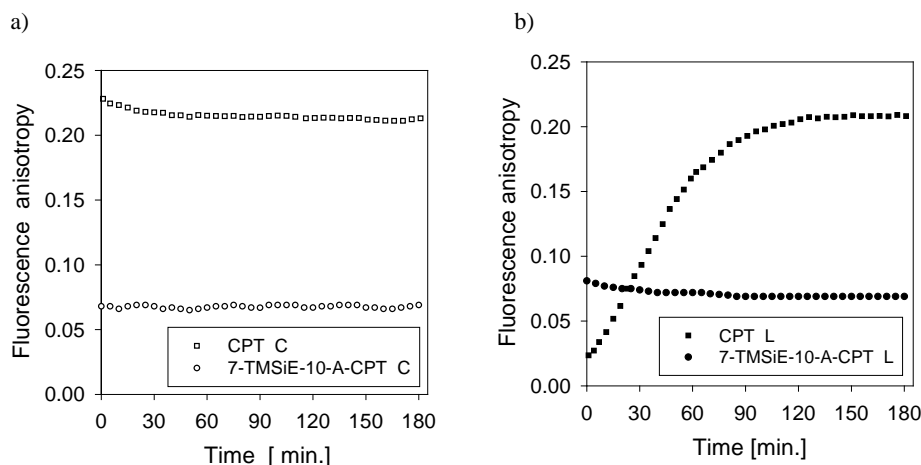 a)
Fluorescence anisotropy
0.25
0.20
0.15
0.10
0.05
0.00
CPT C
7-TMSiE-10-A-CPT C
0 30 60 90 120 150 180
Time [ min.]
b)
Fluorescence anisotropy
0.25
0.20
0.15
0.10
0.05
0.00
CPT L
7-TMSiE-10-A-CPT L
0 30 60 90 120 150 180
Time [min.]